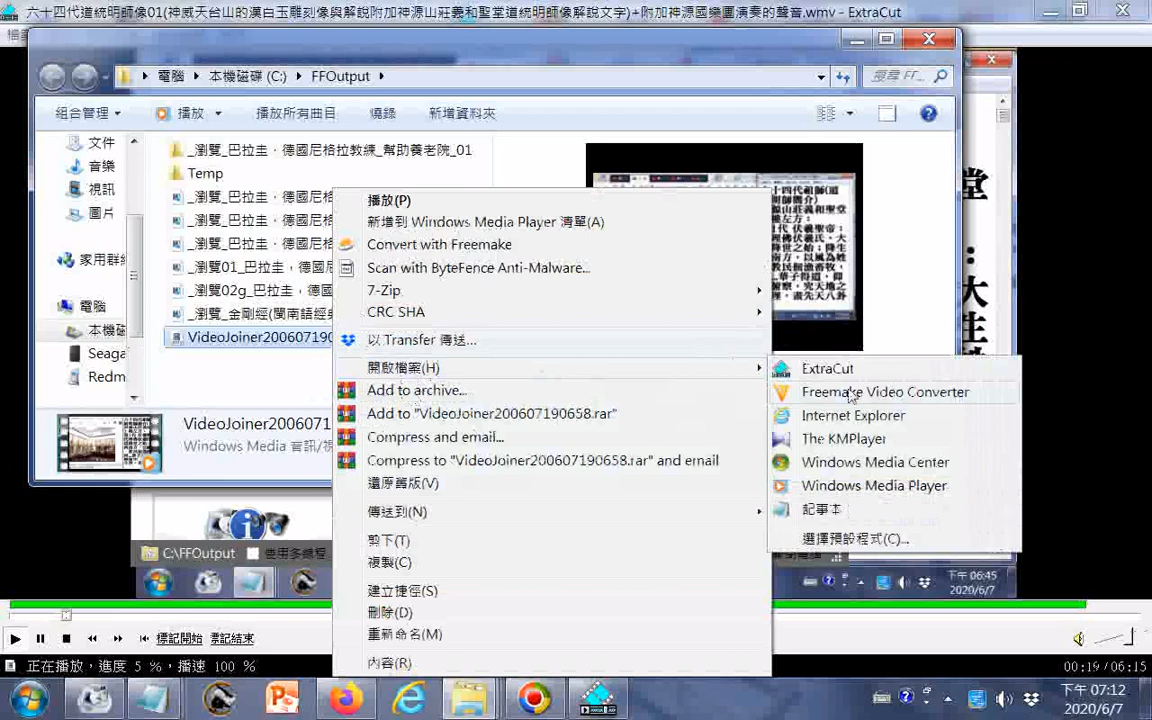 六十四代道統明師像01(神威天台山的漢白玉雕刻像與解說附加神源山莊義和聖堂道統明師像解說文字)+附加神源國樂團演奏的聲音.wmv - ExtraCut
電腦 ▸ 本機磁碟 (C:) ▸ FFOutput ▸
搜尋 FF...
組合管理 ▾ 播放 ▾ 播放所有曲目 燒錄 新增資料夾
文件
音樂
視訊
圖片
家用群組
電腦
本機磁
Seaga
Redm
_瀏覽_巴拉圭．德國尼格拉教練_幫助養老院_01
Temp
_瀏覽_巴拉圭．德國尼格
_瀏覽_巴拉圭．德國尼格
_瀏覽_巴拉圭．德國尼格
_瀏覽01_巴拉圭，德國尼
_瀏覽02g_巴拉圭，德國
_瀏覽_金剛經(閩南語經
VideoJoiner200607190
VideoJoiner2006071
Windows Media 音訊/視
播放(P)
新增到 Windows Media Player 清單(A)
Convert with Freemake
Scan with ByteFence Anti-Malware...
7-Zip
CRC SHA
以 Transfer 傳送...
開啟檔案(H)
Add to archive...
Add to "VideoJoiner200607190658.rar"
Compress and email...
Compress to "VideoJoiner200607190658.rar" and email
還原舊版(V)
傳送到(N)
剪下(T)
複製(C)
建立捷徑(S)
刪除(D)
重新命名(M)
內容(R)
ExtraCut
Freemake Video Converter
Internet Explorer
The KMPlayer
Windows Media Center
Windows Media Player
記事本
選擇預設程式(C)...
堂
：
大
生
C:\FFOutput 使用多線程
下午 06:45
2020/6/7
標記開始 標記結束
正在播放，進度 5 %，播速 100 %
00:19 / 06:15
下午 07:12
2020/6/7